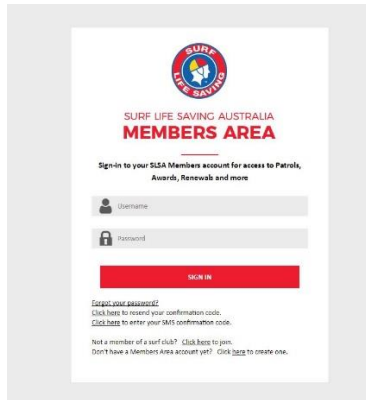 SURF
LIFE SAVING
SURF LIFE SAVING AUSTRALIA
MEMBERS AREA
Sign-in to your SLSA Members account for access to Patrols,
Awards, Renewals and more
Username
Password
SIGN IN
Forgot your password?
Click here to resend your confirmation code.
Click here to enter your SMS confirmation code.
Not a member of a surf club? Click here to join.
Don't have a Members Area account yet? Click here to create one.